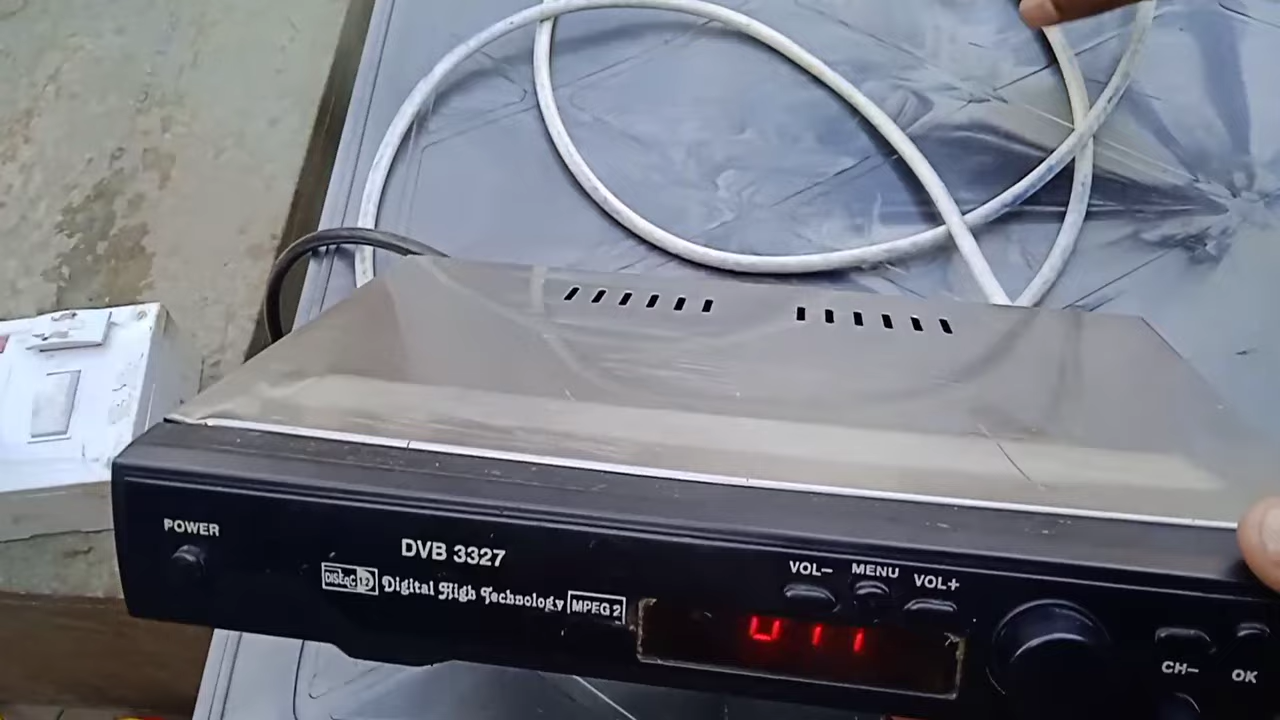 POWER
DVB 3327
DiSEqC 1.2 Digital High Technology MPEG 2
VOL- MENU VOL+
CH- OK